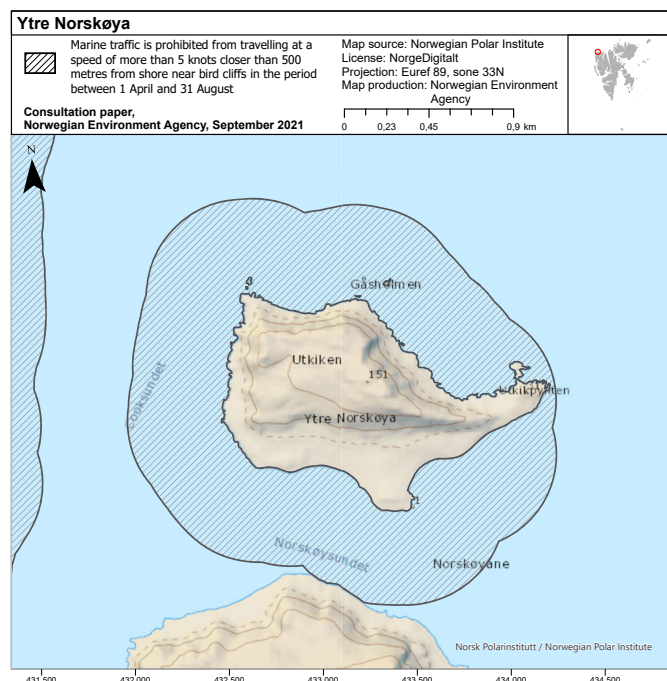 Ytre Norskøya
Marine traffic is prohibited from travelling at a
speed of more than 5 knots closer than 500
metres from shore near bird cliffs in the period
between 1 April and 31 August
Consultation paper,
Norwegian Environment Agency, September 2021
Map source: Norwegian Polar Institute
License: NorgeDigitalt
Projection: Euref 89, sone 33N
Map production: Norwegian Environment
Agency
0 0,23 0,45 0,9 km
N
Gåsholmen
Utkiken
151
Utkikpynten
Cooksundet
Ytre Norskøya
1
Norskøysundet
Norskøyane
Norsk Polarinstitutt / Norwegian Polar Institute
431 500 432 000 432 500 433 000 433 500 434 000 434 500